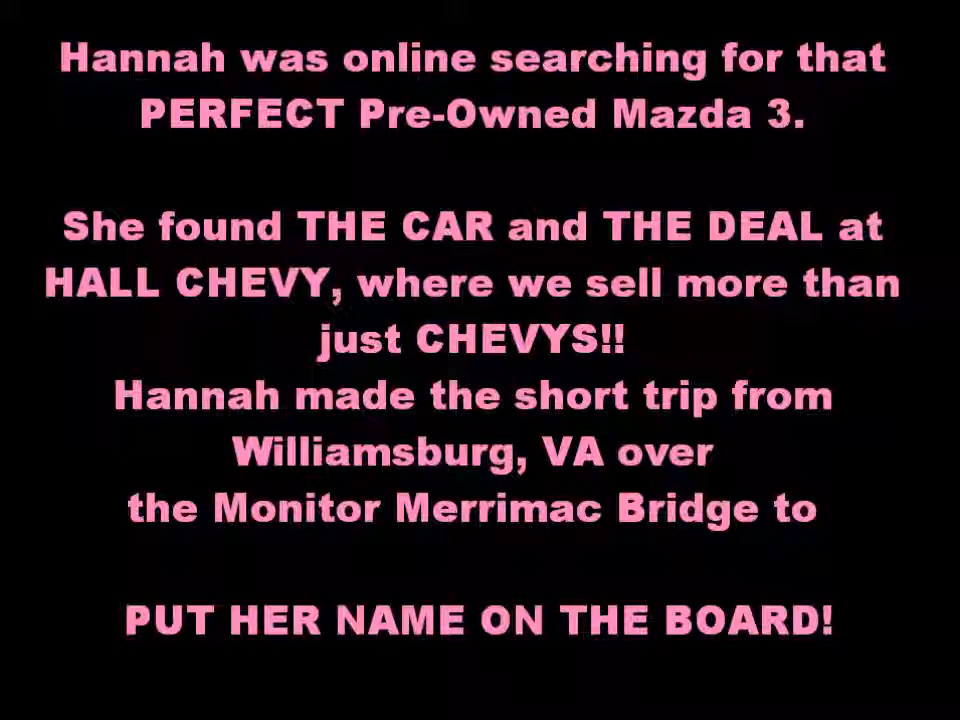 Hannah was online searching for that
PERFECT Pre-Owned Mazda 3.
She found THE CAR and THE DEAL at
HALL CHEVY, where we sell more than
just CHEVYS!!
Hannah made the short trip from
Williamsburg, VA over
the Monitor Merrimac Bridge to
PUT HER NAME ON THE BOARD!